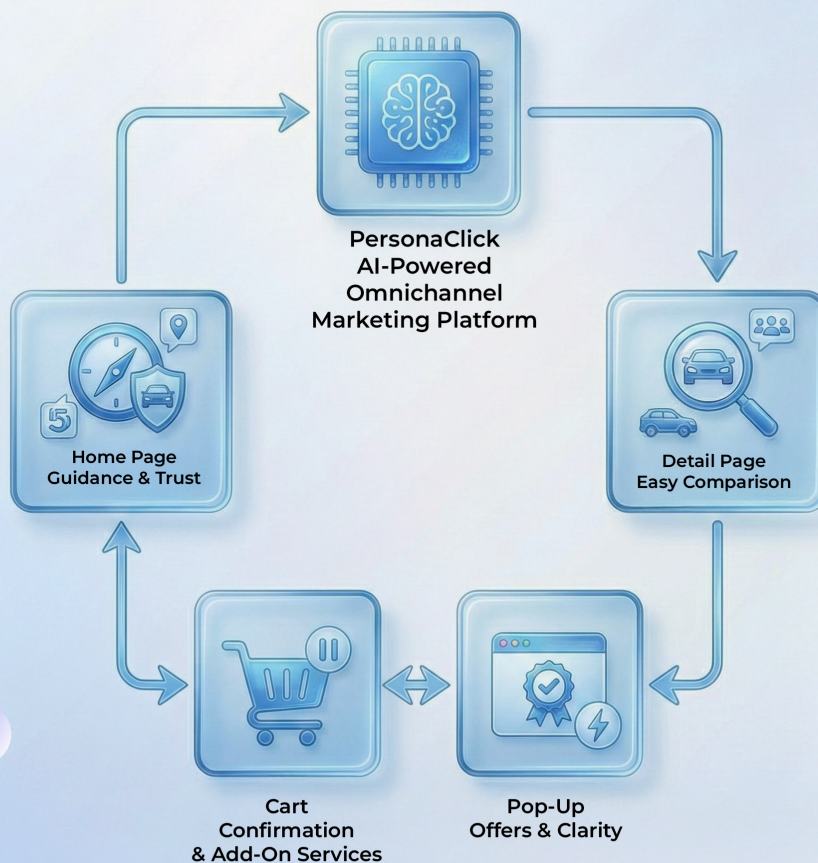 PersonaClick
AI-Powered
Omnichannel
Marketing Platform
5
Home Page
Guidance & Trust
Detail Page
Easy Comparison
Cart
Confirmation
& Add-On Services
Pop-Up
Offers & Clarity